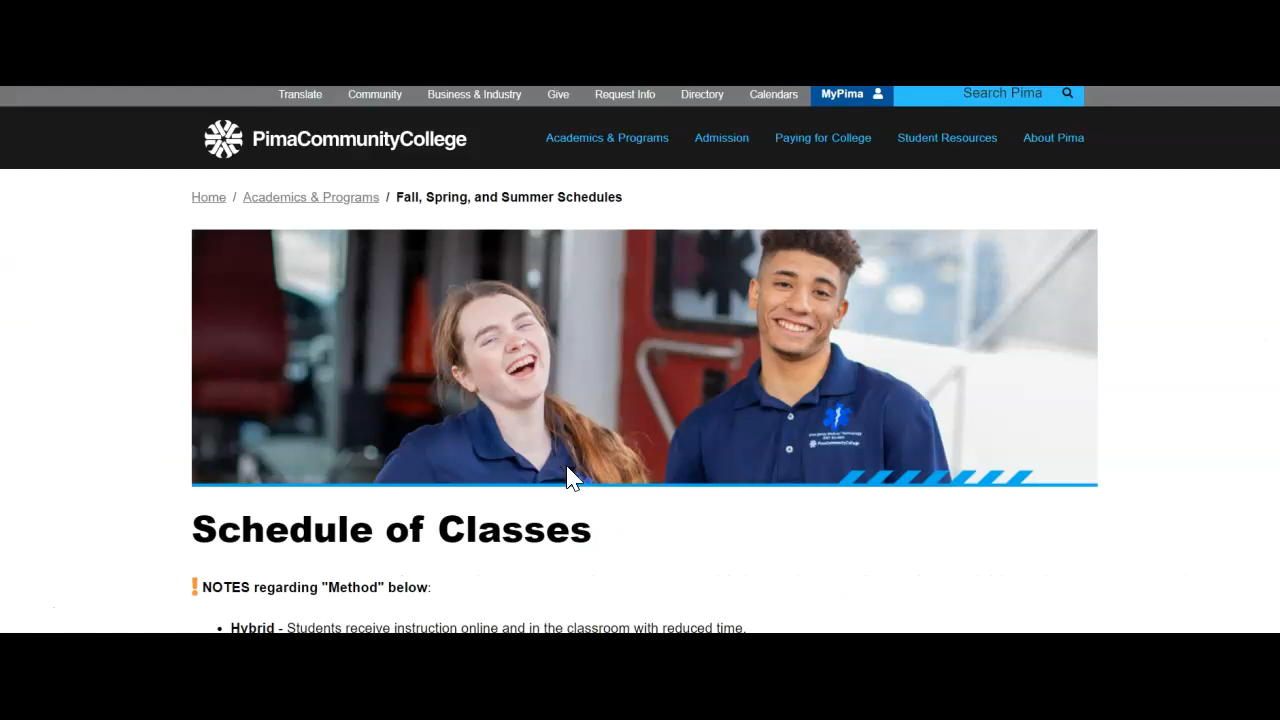 Translate Community Business & Industry Give Request Info Directory Calendars MyPima Search Pima
PimaCommunityCollege Academics & Programs Admission Paying for College Student Resources About Pima
Home / Academics & Programs / Fall, Spring, and Summer Schedules
PimaCommunityCollege
Schedule of Classes
NOTES regarding "Method" below:
• Hybrid - Students receive instruction online and in the classroom with reduced time.